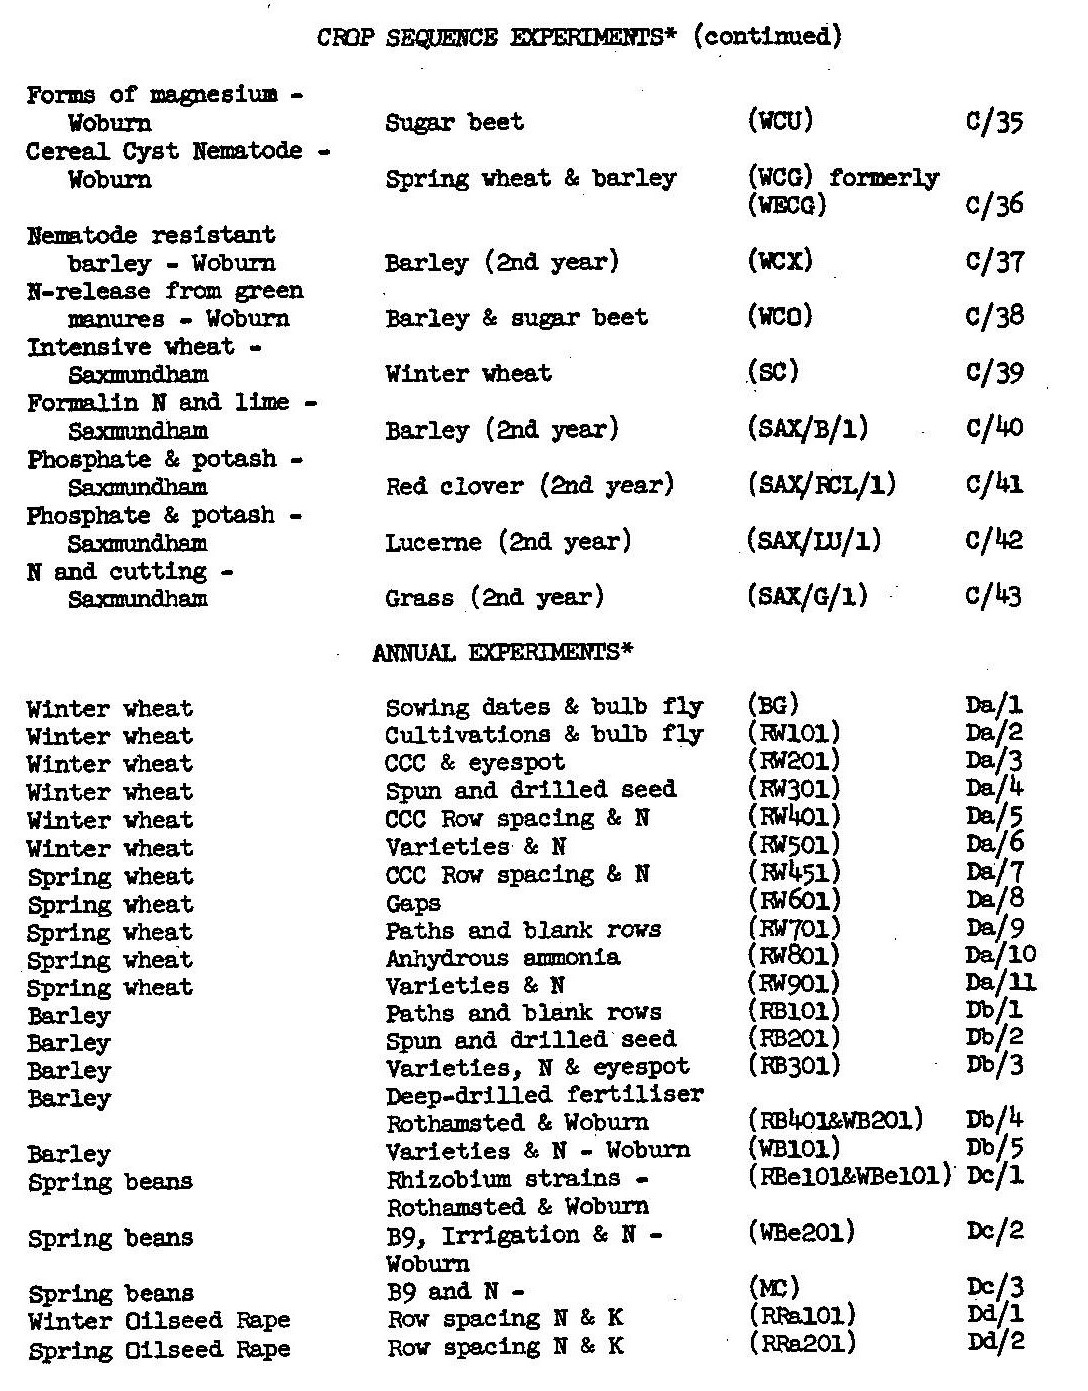 CROP SEQUENCE EXPERIMENTS* (continued)
Forms of magnesium -
Woburn Sugar beet (WCU) C/35
Cereal Cyst Nematode -
Woburn Spring wheat & barley (WCG) formerly
(WECG) C/36
Nematode resistant
barley - Woburn Barley (2nd year) (WCX) C/37
N-release from green
manures - Woburn Barley & sugar beet (WCO) C/38
Intensive wheat -
Saxmundham Winter wheat (SC) C/39
Formalin N and lime -
Saxmundham Barley (2nd year) (SAX/B/1) C/40
Phosphate & potash -
Saxmundham Red clover (2nd year) (SAX/RCL/1) C/41
Phosphate & potash -
Saxmundham Lucerne (2nd year) (SAX/LU/1) C/42
N and cutting -
Saxmundham Grass (2nd year) (SAX/G/1) C/43
ANNUAL EXPERIMENTS*
Winter wheat Sowing dates & bulb fly (BG) Da/1
Winter wheat Cultivations & bulb fly (RW101) Da/2
Winter wheat CCC & eyespot (RW201) Da/3
Winter wheat Spun and drilled seed (RW301) Da/4
Winter wheat CCC Row spacing & N (RW401) Da/5
Winter wheat Varieties & N (RW501) Da/6
Spring wheat CCC Row spacing & N (RW451) Da/7
Spring wheat Gaps (RW601) Da/8
Spring wheat Paths and blank rows (RW701) Da/9
Spring wheat Anhydrous ammonia (RW801) Da/10
Spring wheat Varieties & N (RW901) Da/11
Barley Paths and blank rows (RB101) Db/1
Barley Spun and drilled seed (RB201) Db/2
Barley Varieties, N & eyespot (RB301) Db/3
Barley Deep-drilled fertiliser
Rothamsted & Woburn (RB401&WB201) Db/4
Barley Varieties & N - Woburn (WB101) Db/5
Spring beans Rhizobium strains - (RBe101&WBe101) Dc/1
Rothamsted & Woburn
Spring beans B9, Irrigation & N - (WBe201) Dc/2
Woburn
Spring beans B9 and N - (MC) Dc/3
Winter Oilseed Rape Row spacing N & K (RRa101) Dd/1
Spring Oilseed Rape Row spacing N & K (RRa201) Dd/2